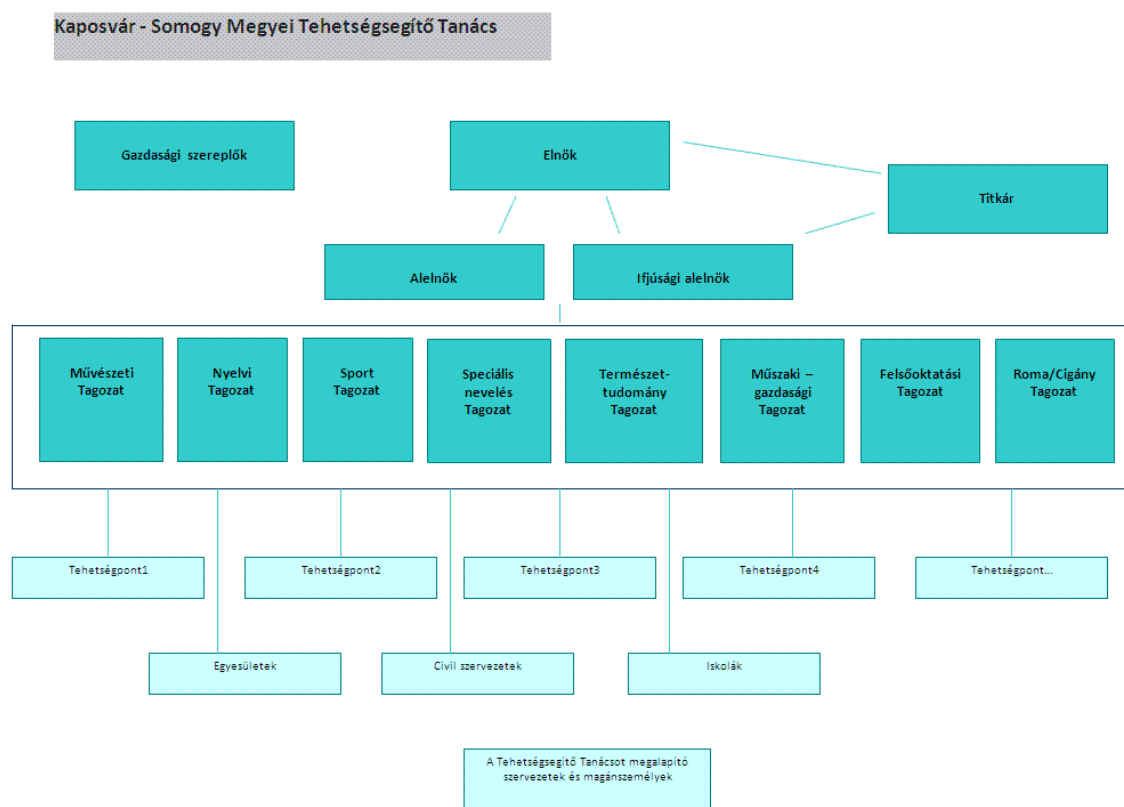 Kaposvár - Somogy Megyei Tehetségsegítő Tanács
Gazdasági szereplők
Elnök
Titkár
Alelnök
Ifjúsági alelnök
Művészeti
Tagozat
Nyelvi
Tagozat
Sport
Tagozat
Speciális
nevelés
Tagozat
Természet-
tudomány
Tagozat
Műszaki –
gazdasági
Tagozat
Felsőoktatási
Tagozat
Roma/Cigány
Tagozat
Tehetségpont1
Tehetségpont2
Tehetségpont3
Tehetségpont4
Tehetségpont...
Egyesületek
Civil szervezetek
Iskolák
A Tehetségsegítő Tanácsot megalapító
szervezetek és magánszemélyek